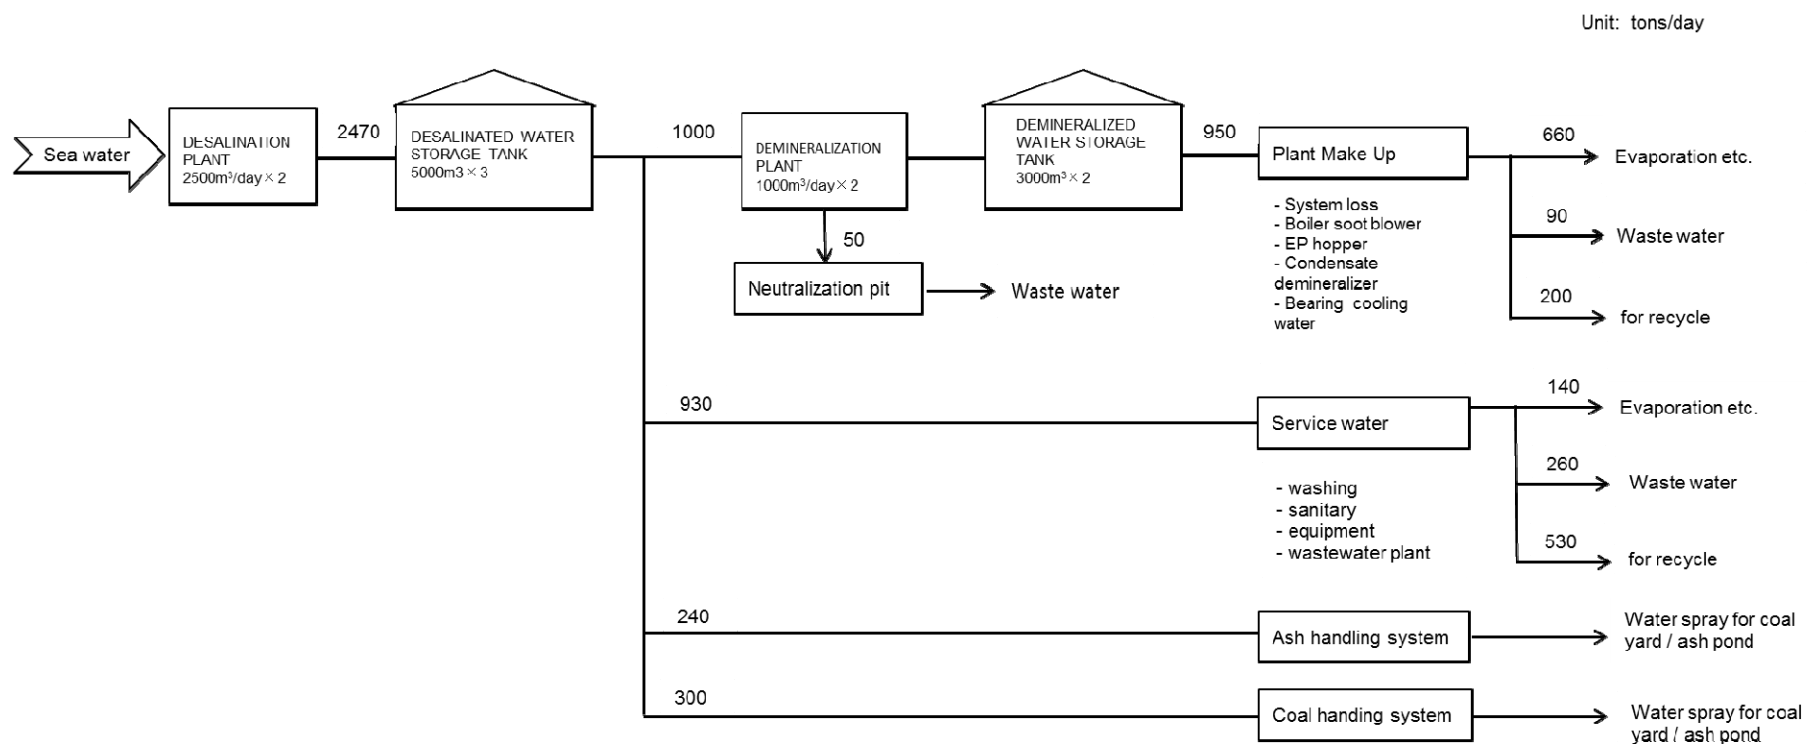 Unit: tons/day
Sea water
DESALINATION
PLANT
2500m³/day×2
2470
DESALINATED WATER
STORAGE TANK
5000m3×3
1000
DEMINERALIZATION
PLANT
1000m³/day×2
DEMINERALIZED
WATER STORAGE
TANK
3000m³×2
950
Plant Make Up
660
Evaporation etc.
90
Waste water
200
for recycle
- System loss
- Boiler soot blower
- EP hopper
- Condensate
demineralizer
- Bearing cooling
water
50
Neutralization pit
Waste water
930
Service water
140
Evaporation etc.
260
Waste water
530
for recycle
- washing
- sanitary
- equipment
- wastewater plant
240
Ash handling system
Water spray for coal
yard / ash pond
300
Coal handing system
Water spray for coal
yard / ash pond